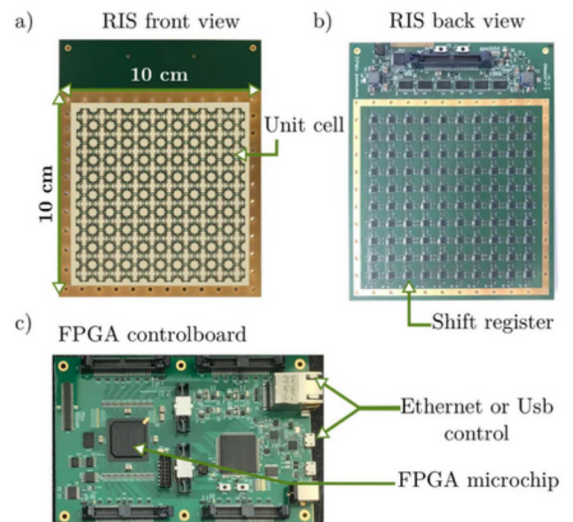 a) RIS front view
b) RIS back view
10 cm
10 cm
Unit cell
Shift register
c) FPGA controlboard
Ethernet or Usb
control
FPGA microchip